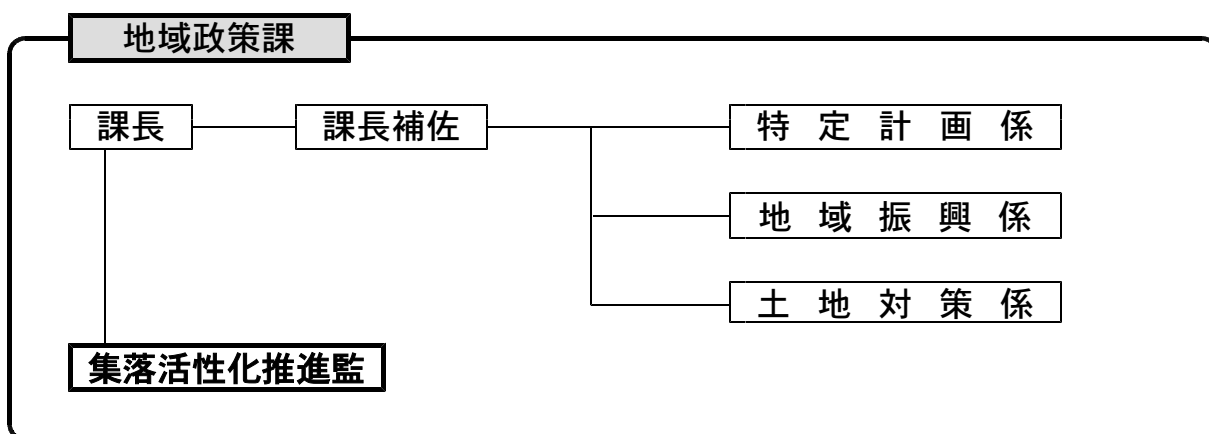 地域政策課
課長
課長補佐
特定計画係
地域振興係
土地対策係
集落活性化推進監